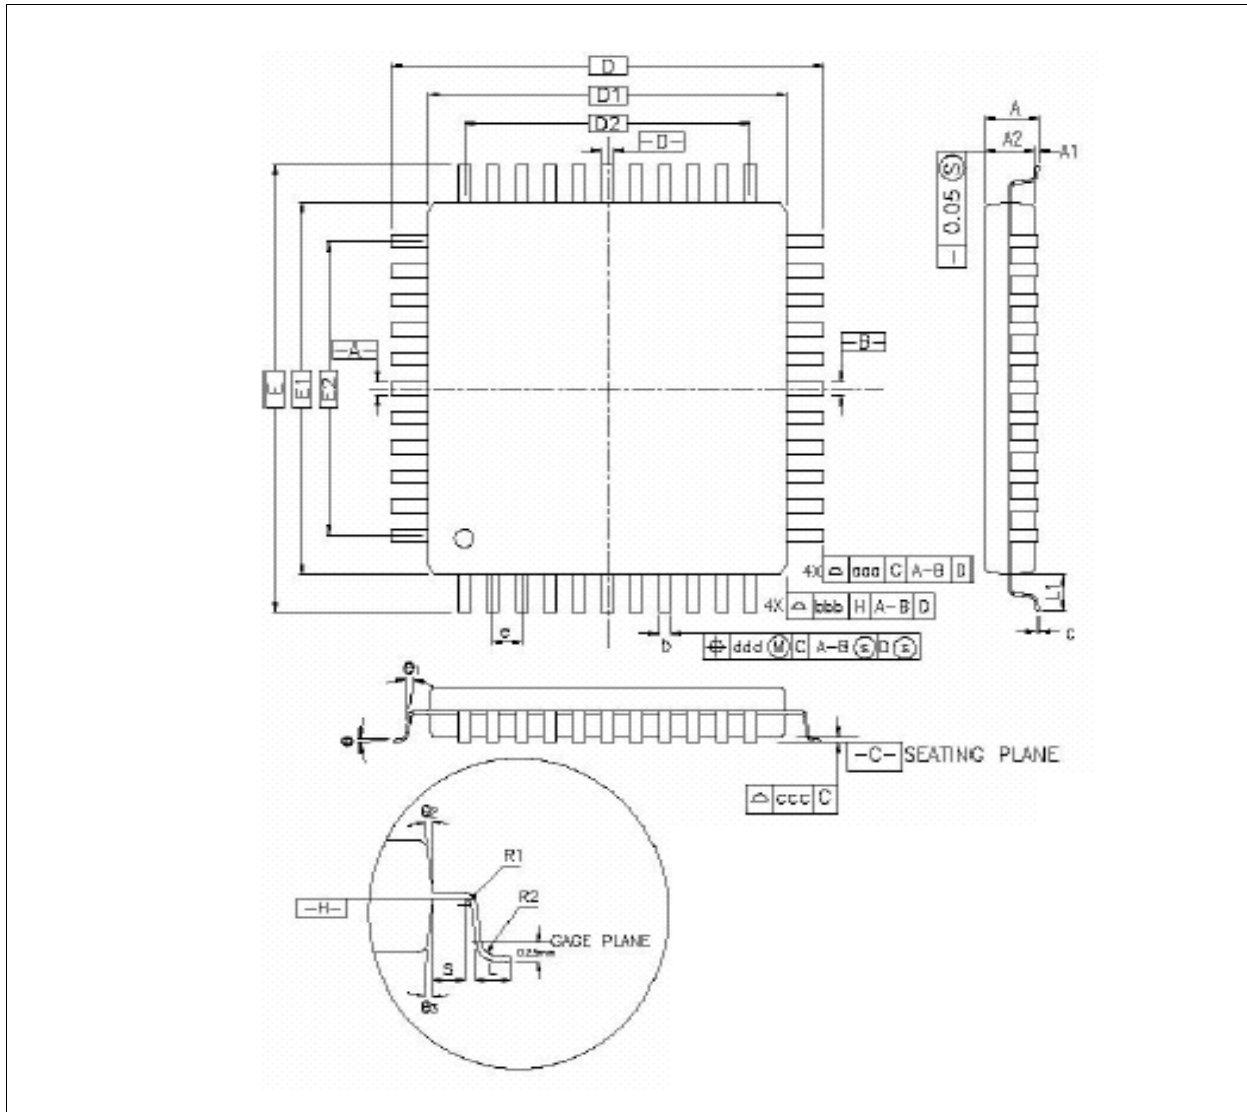 D
D1
D2
-D-
A
A2
A1
- 0.05 S
-A-
-B-
E
E1
E2
4X aaa C A-B D
4X bbb H A-B D
L1
e
b
ddd M C A-B S D S
c
θ1
θ
-C- SEATING PLANE
ccc C
θ2
R1
-H-
R2
GAGE PLANE
0.25mm
S
L
θ3